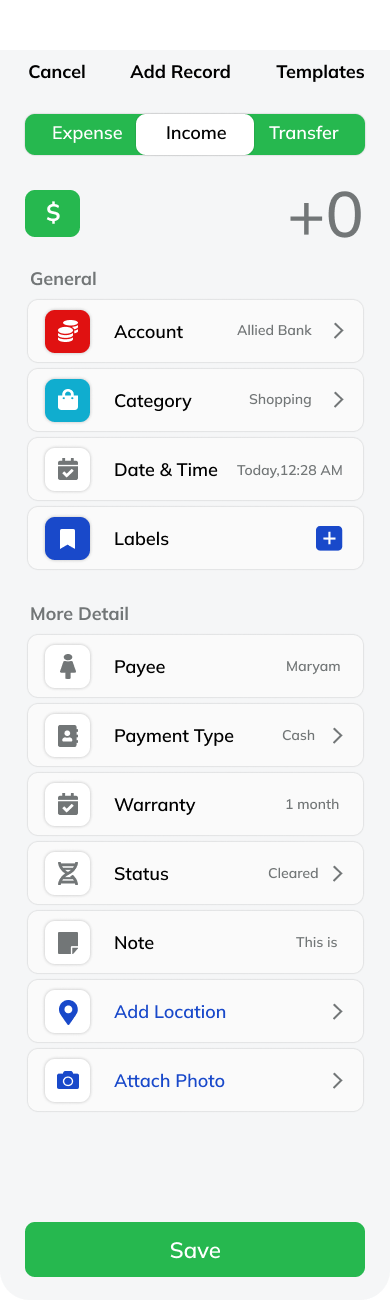 Cancel Add Record Templates
Expense Income Transfer
$ +0
General
Account Allied Bank
Category Shopping
Date & Time Today,12:28 AM
Labels
More Detail
Payee Maryam
Payment Type Cash
Warranty 1 month
Status Cleared
Note This is
Add Location
Attach Photo
Save